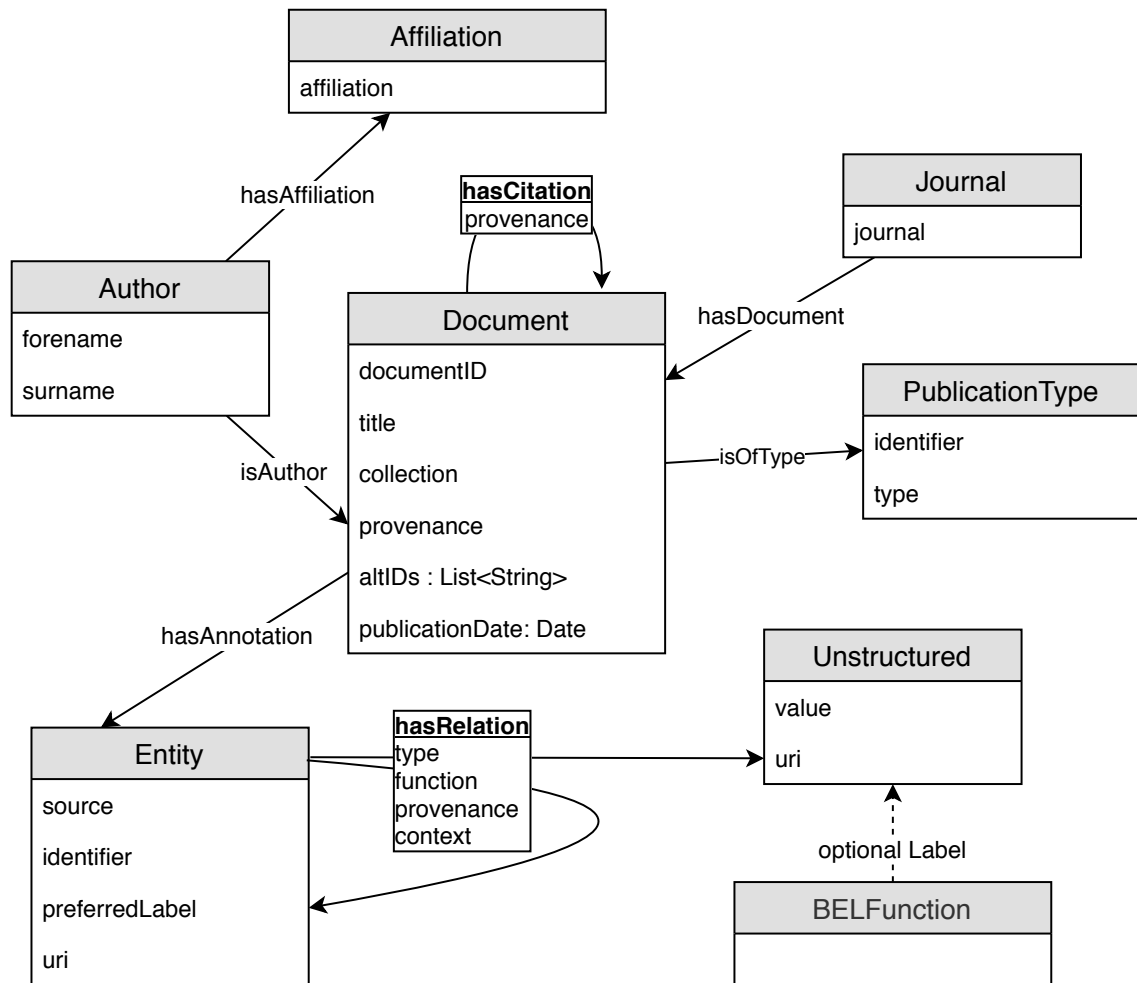 Affiliation
affiliation
hasAffiliation
hasCitation
provenance
Journal
journal
hasDocument
Author
forename
surname
isAuthor
Document
documentID
title
collection
provenance
altIDs : List<String>
publicationDate: Date
isOfType
PublicationType
identifier
type
hasAnnotation
Entity
source
identifier
preferredLabel
uri
hasRelation
type
function
provenance
context
Unstructured
value
uri
optional Label
BELFunction